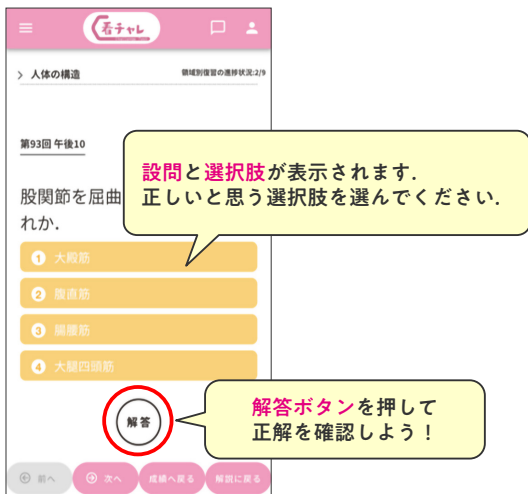 看チャレ
人体の構造
領域別復習の進捗状況:2/9
第93回 午後10
設問と選択肢が表示されます.
正しいと思う選択肢を選んでください.
股関節を屈曲
れか.
1 大殿筋
2 腹直筋
3 腸腰筋
4 大腿四頭筋
解答
解答ボタンを押して
正解を確認しよう！
前へ
次へ
成績へ戻る
解説に戻る